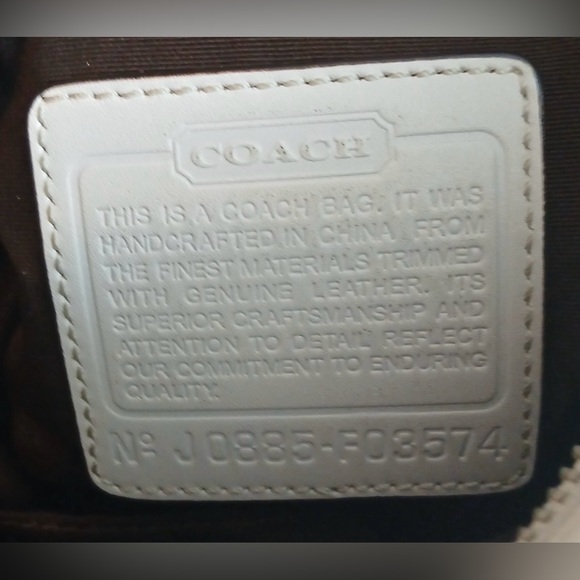 COACH
THIS IS A COACH BAG. IT WAS
HANDCRAFTED IN CHINA FROM
THE FINEST MATERIALS TRIMMED
WITH GENUINE LEATHER. ITS
SUPERIOR CRAFTSMANSHIP AND
ATTENTION TO DETAIL REFLECT
OUR COMMITMENT TO ENDURING
QUALITY.
Nº J0885-F03574